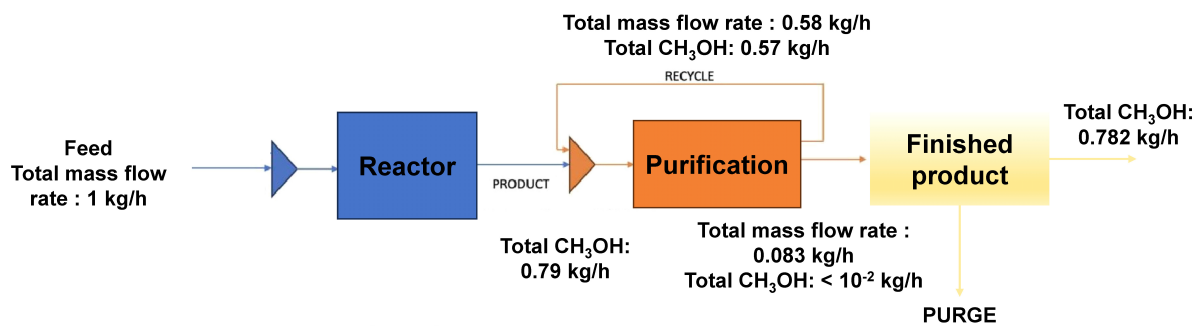 Total mass flow rate : 0.58 kg/h
Total CH₃OH: 0.57 kg/h
RECYCLE
Feed
Total mass flow
rate : 1 kg/h
Reactor
PRODUCT
Total CH₃OH:
0.79 kg/h
Purification
Total mass flow rate :
0.083 kg/h
Total CH₃OH: < 10⁻² kg/h
Finished
product
Total CH₃OH:
0.782 kg/h
PURGE